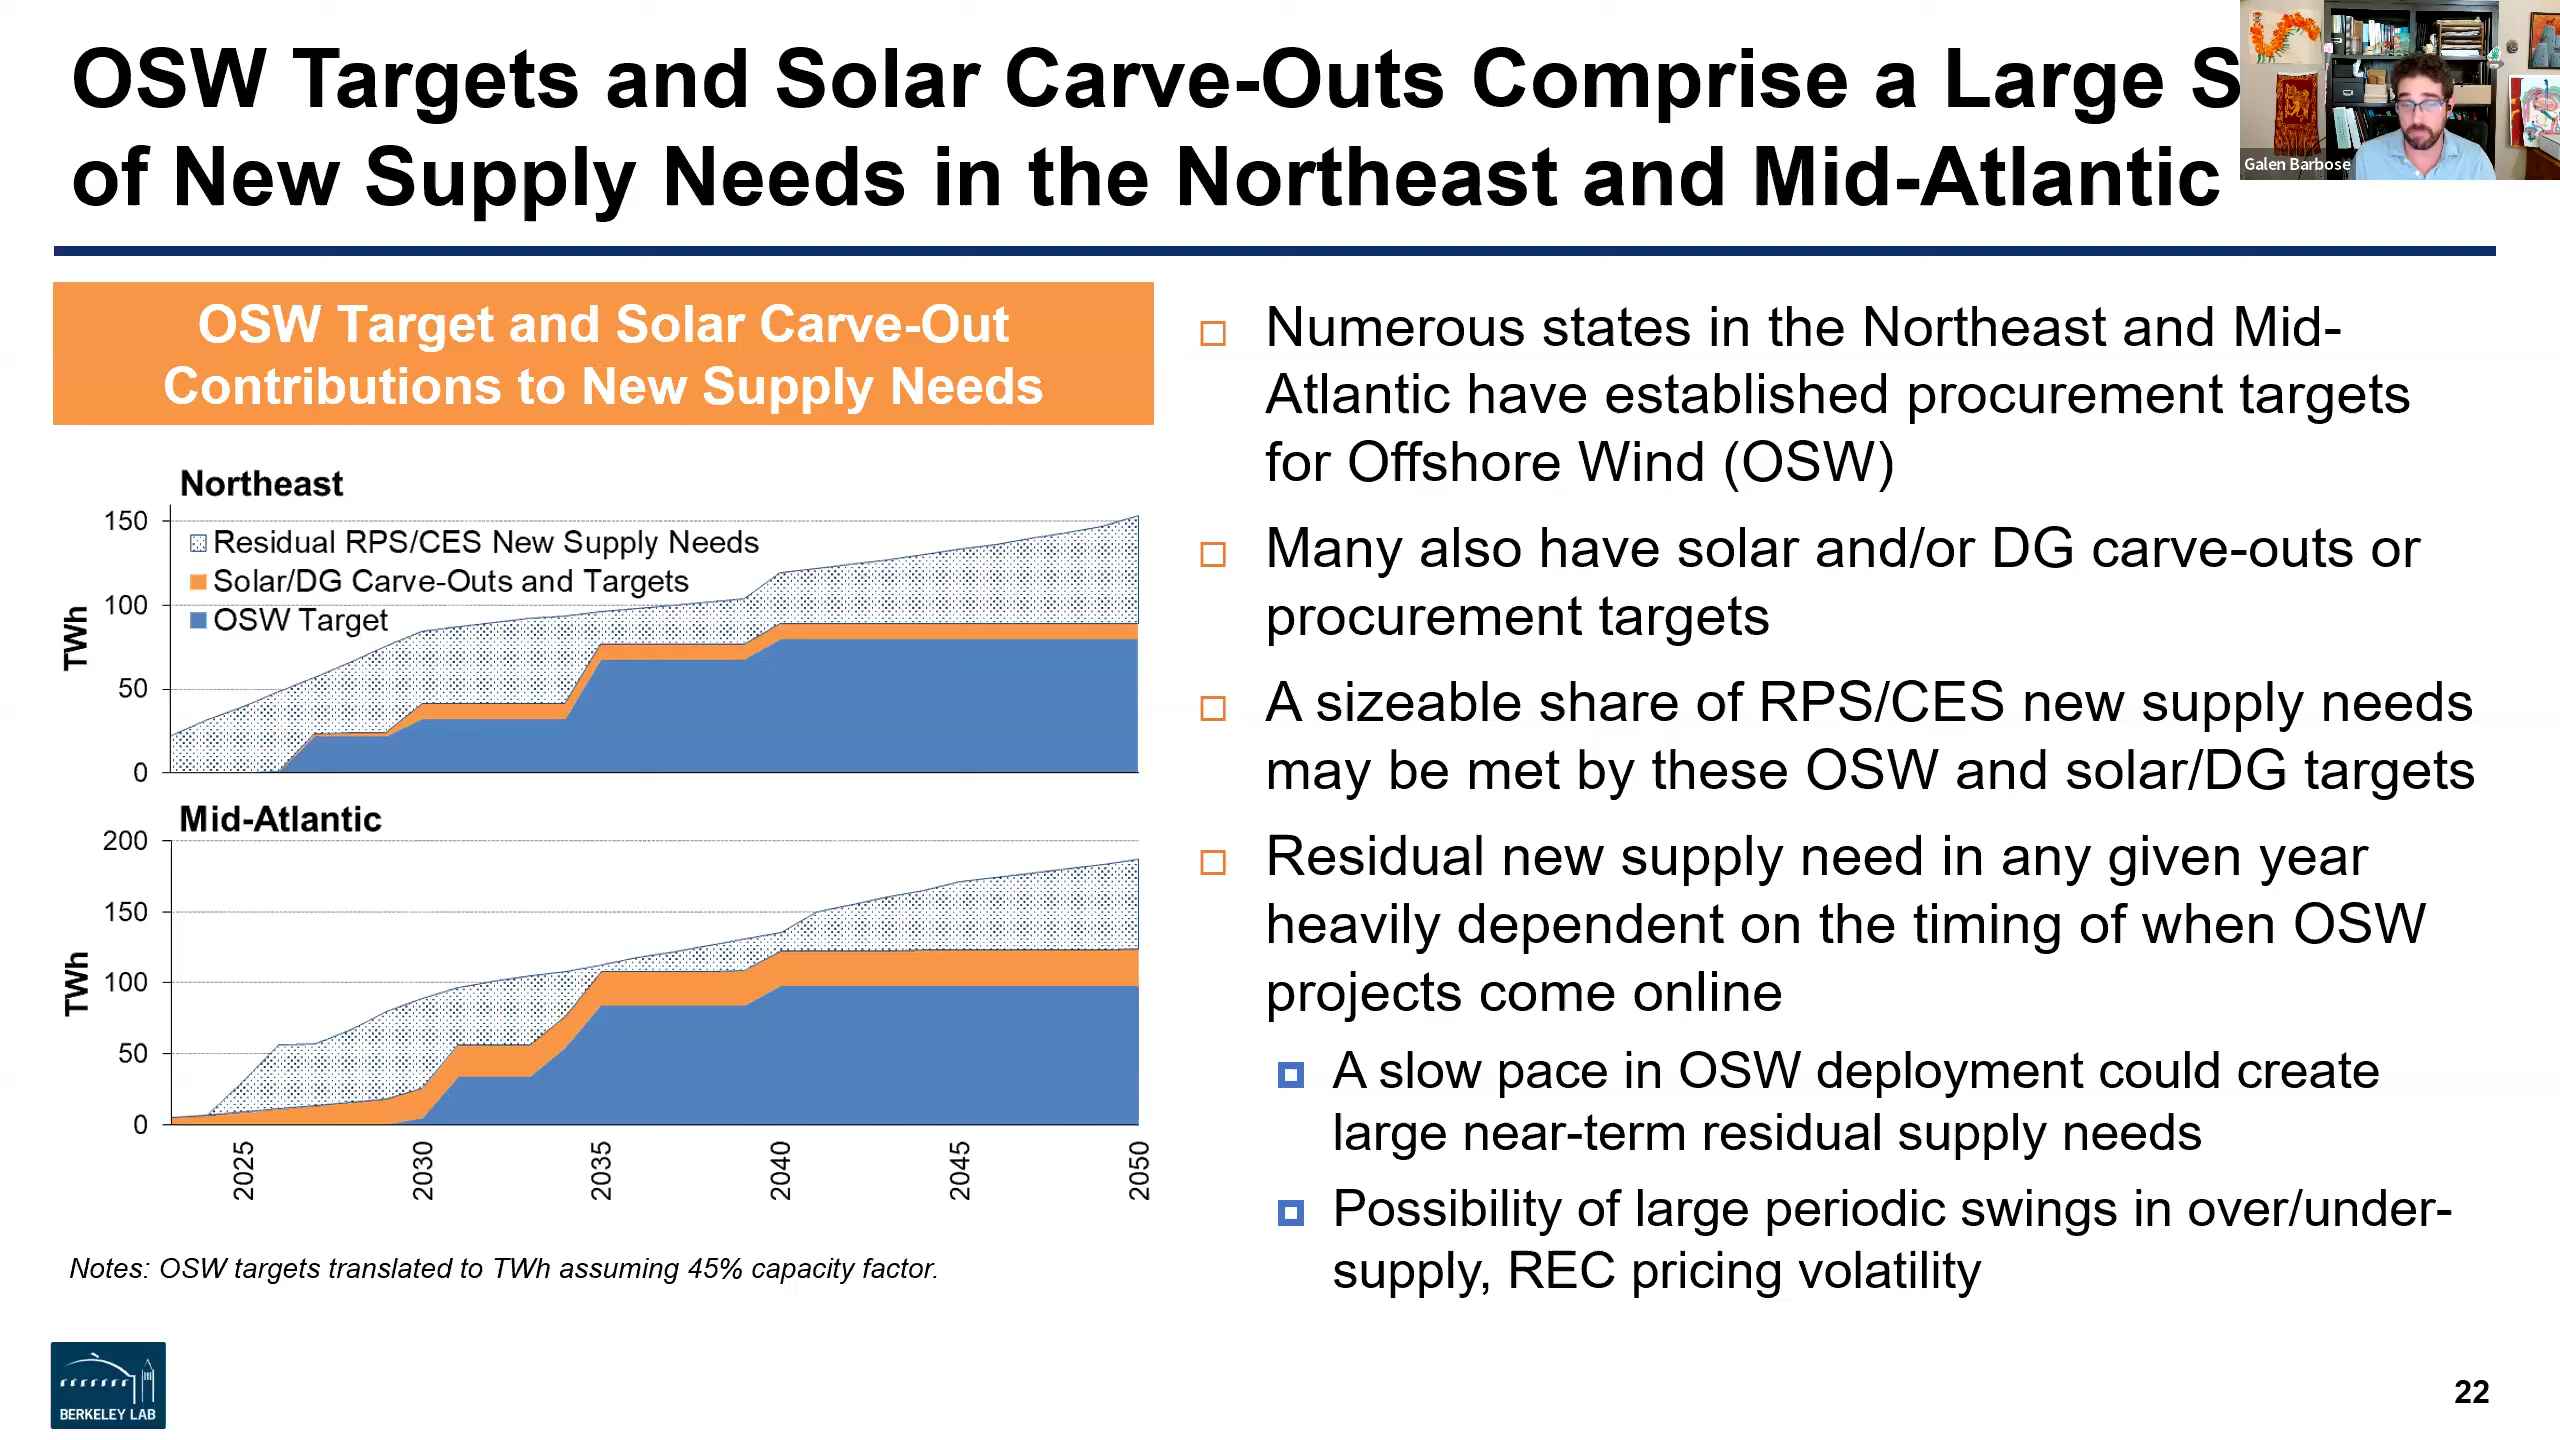 OSW Targets and Solar Carve-Outs Comprise a Large S
of New Supply Needs in the Northeast and Mid-Atlantic
Galen Barbose
OSW Target and Solar Carve-Out
Contributions to New Supply Needs
Northeast
150
100
50
0
TWh
Residual RPS/CES New Supply Needs
Solar/DG Carve-Outs and Targets
OSW Target
Mid-Atlantic
200
150
100
50
0
TWh
2025
2030
2035
2040
2045
2050
Notes: OSW targets translated to TWh assuming 45% capacity factor.
Numerous states in the Northeast and Mid-
Atlantic have established procurement targets
for Offshore Wind (OSW)
Many also have solar and/or DG carve-outs or
procurement targets
A sizeable share of RPS/CES new supply needs
may be met by these OSW and solar/DG targets
Residual new supply need in any given year
heavily dependent on the timing of when OSW
projects come online
A slow pace in OSW deployment could create
large near-term residual supply needs
Possibility of large periodic swings in over/under-
supply, REC pricing volatility
BERKELEY LAB
22